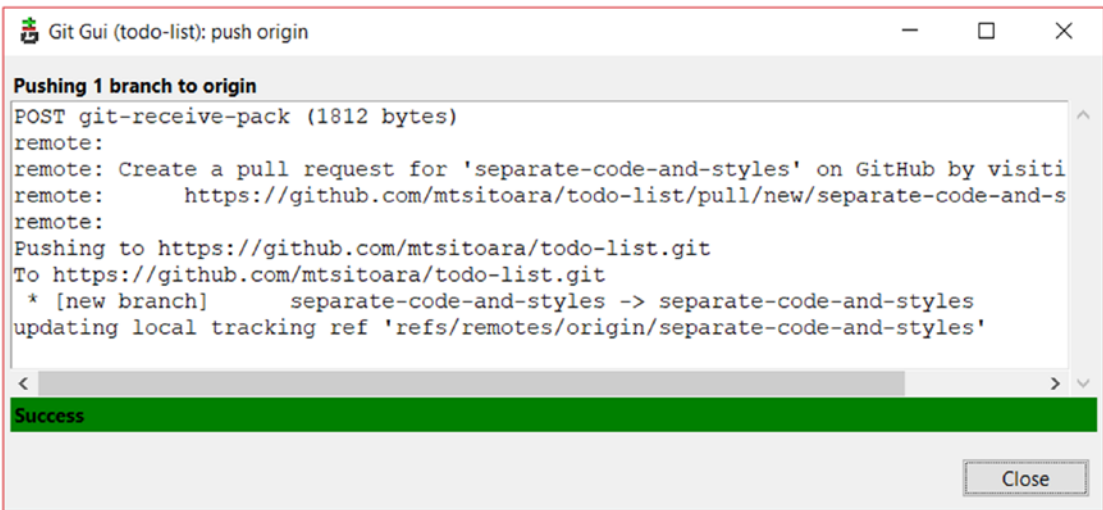 Git Gui (todo-list): push origin
Pushing 1 branch to origin
POST git-receive-pack (1812 bytes)
remote:
remote: Create a pull request for 'separate-code-and-styles' on GitHub by visiti
remote:      https://github.com/mtsitoara/todo-list/pull/new/separate-code-and-s
remote:
Pushing to https://github.com/mtsitoara/todo-list.git
To https://github.com/mtsitoara/todo-list.git
 * [new branch]      separate-code-and-styles -> separate-code-and-styles
updating local tracking ref 'refs/remotes/origin/separate-code-and-styles'
Success
Close